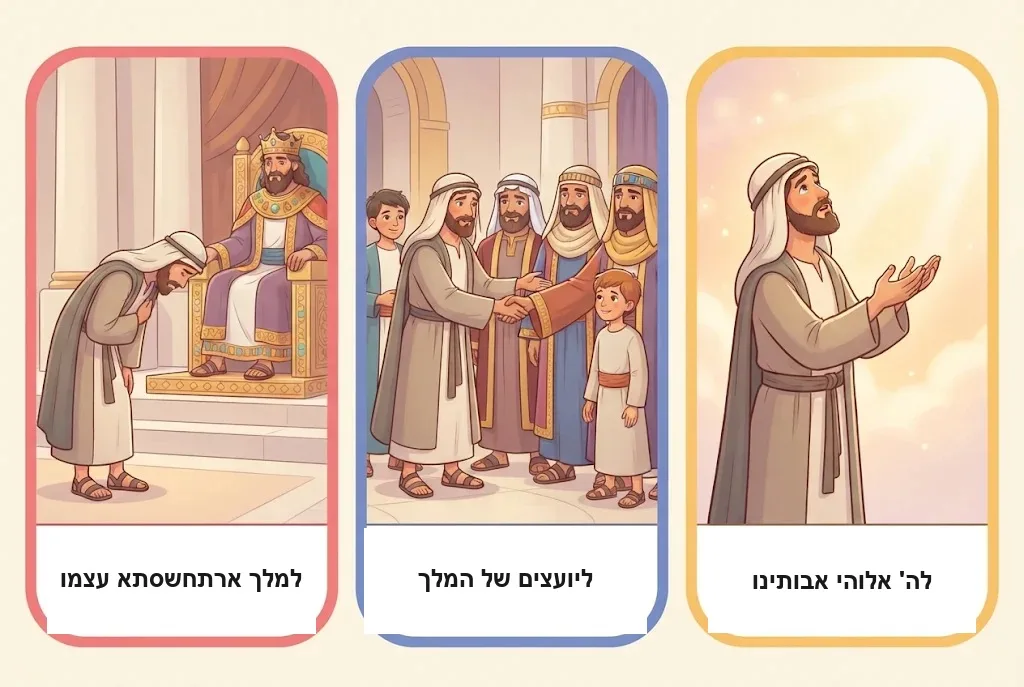 למלך ארתחשסתא עצמו
ליועצים של המלך
לה' אלוהי אבותינו